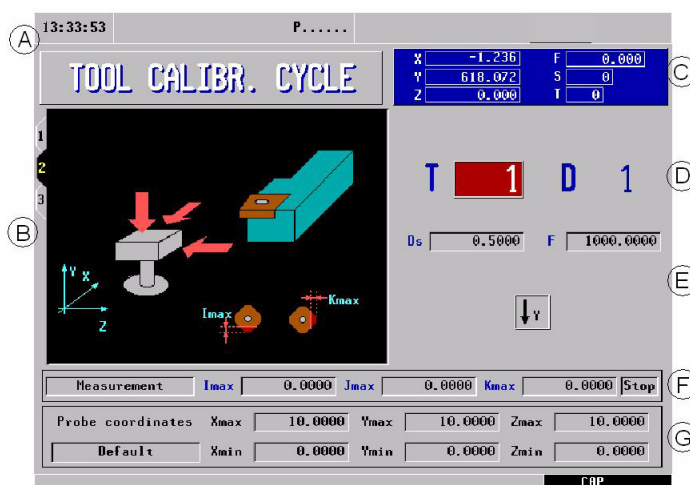 A
13:33:53 P......
TOOL CALIBR. CYCLE
X -1.236 F 0.000
Y 618.072 S 0
Z 0.000 T 0
C
1
2
3
B
Y X
Z
Imax
Kmax
T 1 D 1
D
Ds 0.5000 F 1000.0000
E
Y
Measurement Imax 0.0000 Jmax 0.0000 Kmax 0.0000 Stop
F
Probe coordinates Xmax 10.0000 Ymax 10.0000 Zmax 10.0000
Default Xmin 0.0000 Ymin 0.0000 Zmin 0.0000
G
CAP